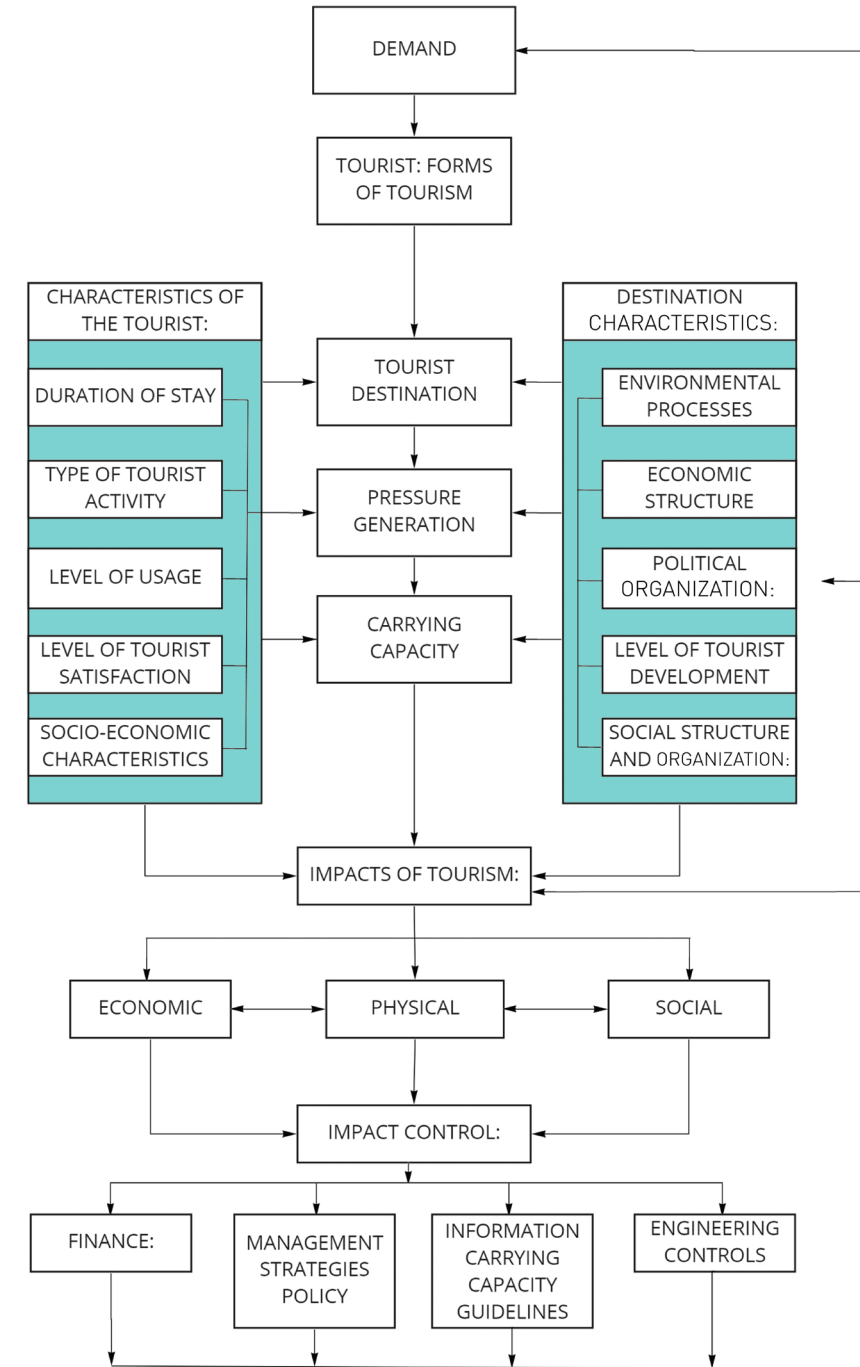 DEMAND
TOURIST: FORMS
OF TOURISM
CHARACTERISTICS OF
THE TOURIST:
DURATION OF STAY
TYPE OF TOURIST
ACTIVITY
LEVEL OF USAGE
LEVEL OF TOURIST
SATISFACTION
SOCIO-ECONOMIC
CHARACTERISTICS
TOURIST
DESTINATION
PRESSURE
GENERATION
CARRYING
CAPACITY
DESTINATION
CHARACTERISTICS:
ENVIRONMENTAL
PROCESSES
ECONOMIC
STRUCTURE
POLITICAL
ORGANIZATION:
LEVEL OF TOURIST
DEVELOPMENT
SOCIAL STRUCTURE
AND ORGANIZATION:
IMPACTS OF TOURISM:
ECONOMIC
PHYSICAL
SOCIAL
IMPACT CONTROL:
FINANCE:
MANAGEMENT
STRATEGIES
POLICY
INFORMATION
CARRYING
CAPACITY
GUIDELINES
ENGINEERING
CONTROLS